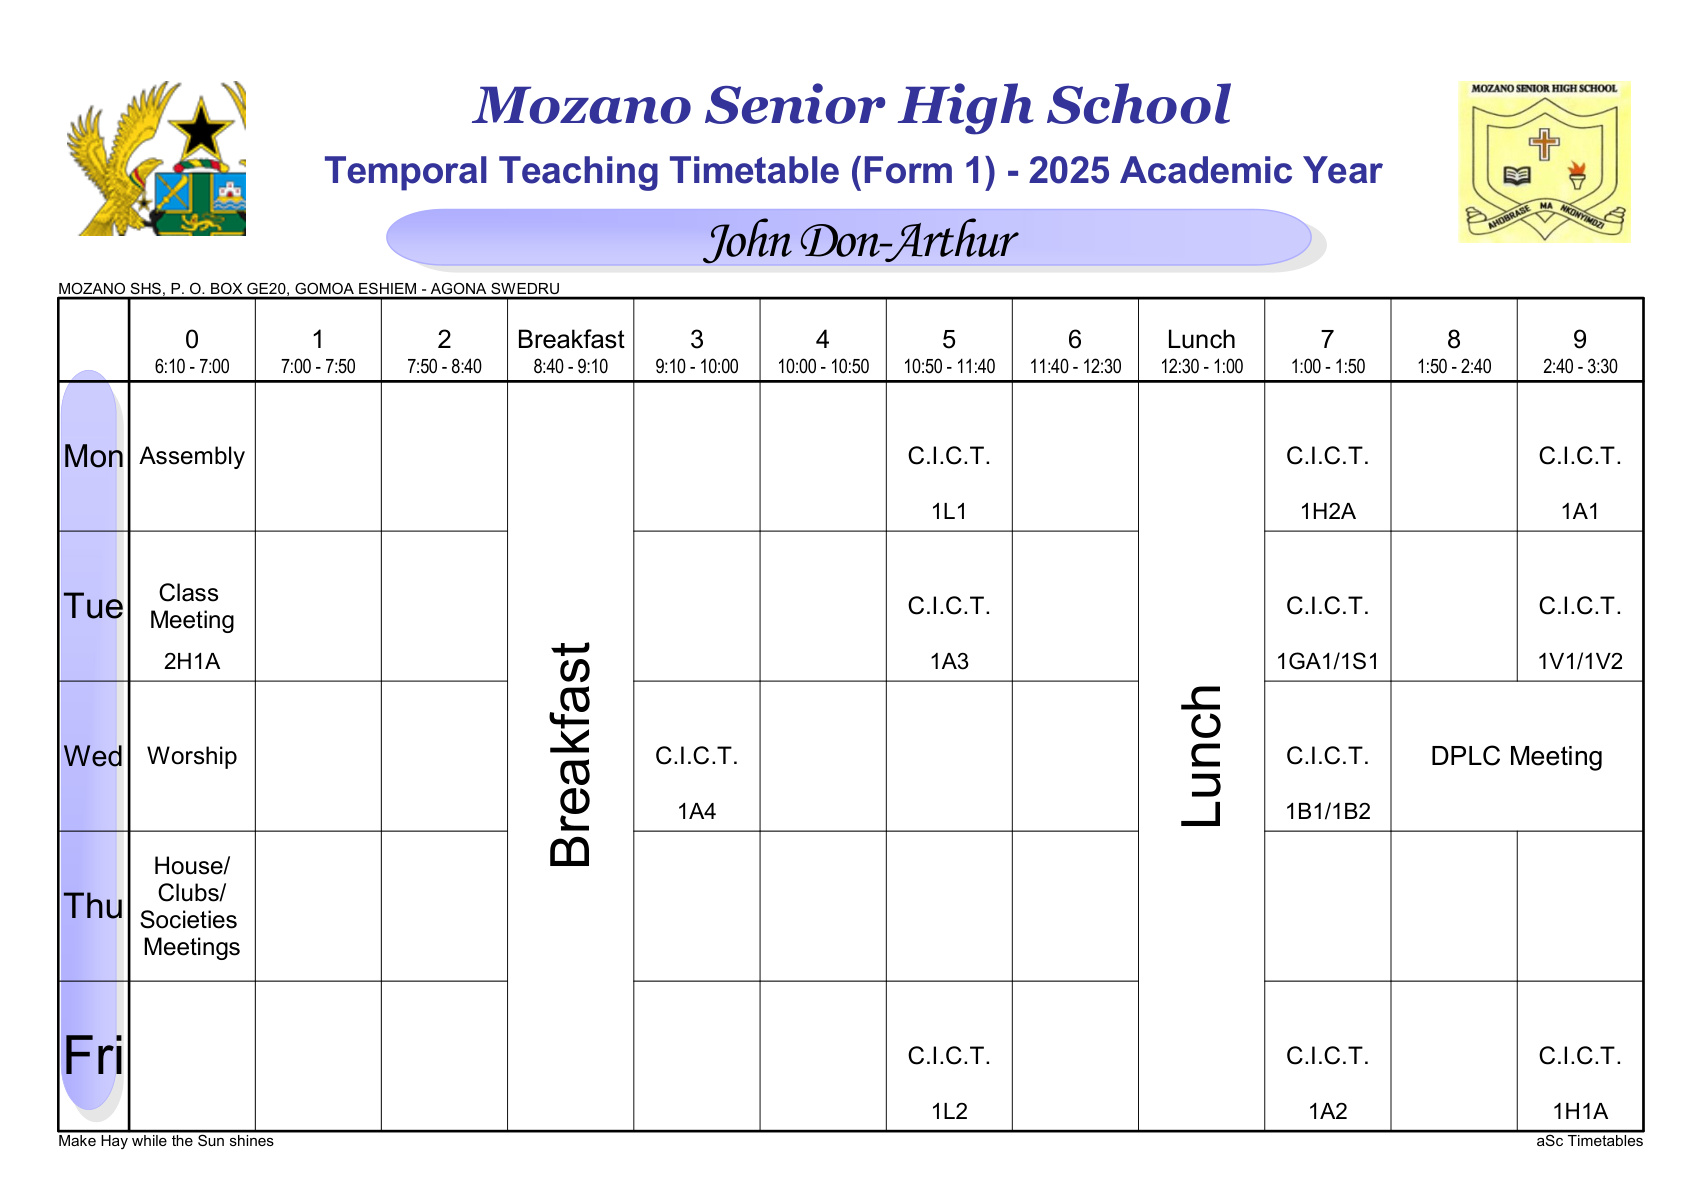 MOZANO SENIOR HIGH SCHOOL
AHOBRASE MA NKONYIMDZI
Mozano Senior High School
Temporal Teaching Timetable (Form 1) - 2025 Academic Year
John Don-Arthur
MOZANO SHS, P. O. BOX GE20, GOMOA ESHIEM - AGONA SWEDRU
0 1 2 Breakfast 3 4 5 6 Lunch 7 8 9
6:10 - 7:00 7:00 - 7:50 7:50 - 8:40 8:40 - 9:10 9:10 - 10:00 10:00 - 10:50 10:50 - 11:40 11:40 - 12:30 12:30 - 1:00 1:00 - 1:50 1:50 - 2:40 2:40 - 3:30
Mon Assembly C.I.C.T. C.I.C.T. C.I.C.T.
1L1 1H2A 1A1
Class
Meeting
Tue C.I.C.T. C.I.C.T. C.I.C.T.
2H1A 1A3 1GA1/1S1 1V1/1V2
Breakfast
Lunch
Wed Worship C.I.C.T. C.I.C.T. DPLC Meeting
1A4 1B1/1B2
Thu
House/
Clubs/
Societies
Meetings
Fri C.I.C.T. C.I.C.T. C.I.C.T.
1L2 1A2 1H1A
Make Hay while the Sun shines
aSc Timetables